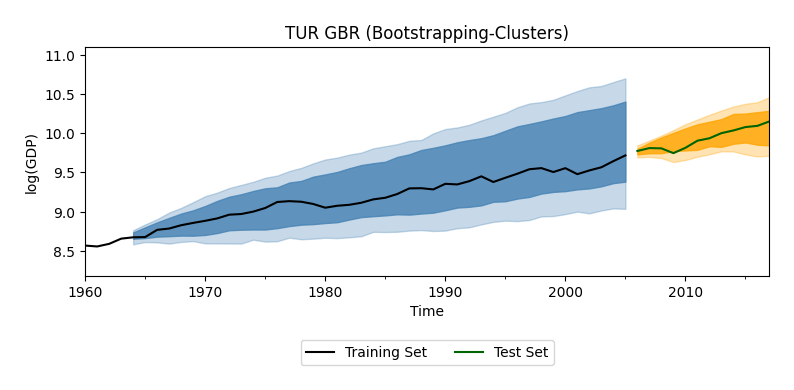 TUR GBR (Bootstrapping-Clusters)
11.0
10.5
10.0
9.5
9.0
8.5
log(GDP)
1960 1970 1980 1990 2000 2010
Time
Training Set Test Set